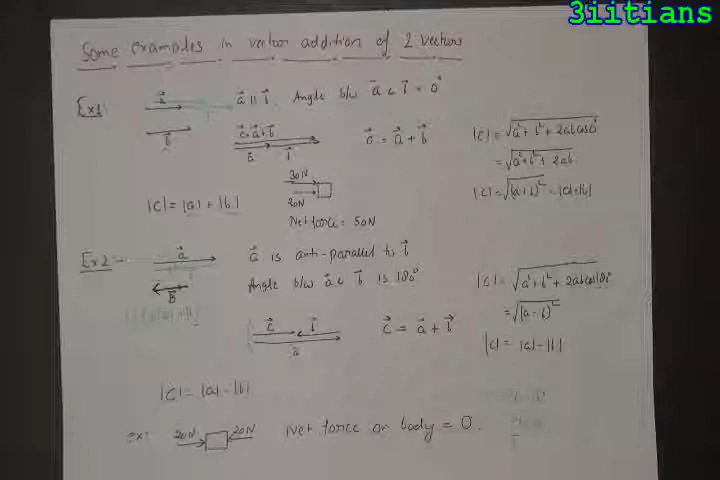 3iitians
Some examples in vector addition of 2 vectors
Ex1:
a⃗
a⃗ || b⃗, Angle b/w a⃗ & b⃗ = 0°
b⃗
c⃗ = a⃗ + b⃗
a⃗ b⃗
c⃗ = a⃗ + b⃗
|c| = √a² + b² + 2ab cos 0°
= √a² + b² + 2ab
|c| = √(a+b)² = |a|+|b|
30N
20N
|c| = |a| + |b|
Net force = 50N
Ex2:-
a⃗
a⃗ is anti-parallel to b⃗
B⃗
Angle b/w a⃗ & b⃗ is 180°
|c| = √a² + b² + 2ab cos 180°
= √(a-b)²
c⃗ b⃗
a⃗
c⃗ = a⃗ + b⃗
|c| = |a| - |b|
|c| = |a| - |b|
Ex: 20N 20N Net force on body = 0.